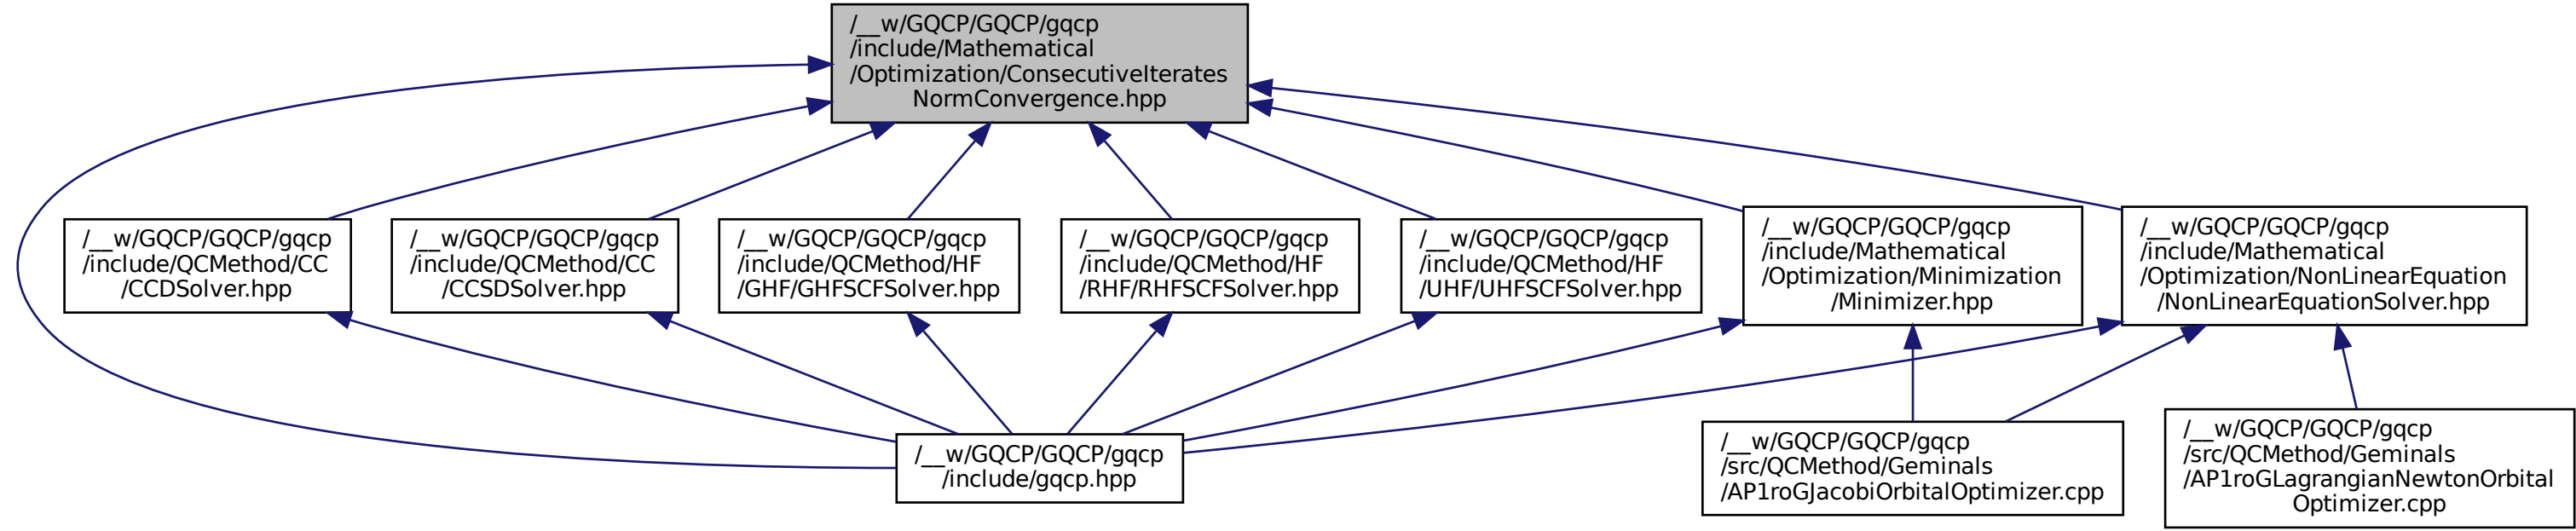 /__w/GQCP/GQCP/gqcp
/include/Mathematical
/Optimization/ConsecutiveIterates
NormConvergence.hpp
/__w/GQCP/GQCP/gqcp
/include/QCMethod/CC
/CCDSolver.hpp
/__w/GQCP/GQCP/gqcp
/include/QCMethod/CC
/CCSDSolver.hpp
/__w/GQCP/GQCP/gqcp
/include/QCMethod/HF
/GHF/GHFSCFSolver.hpp
/__w/GQCP/GQCP/gqcp
/include/QCMethod/HF
/RHF/RHFSCFSolver.hpp
/__w/GQCP/GQCP/gqcp
/include/QCMethod/HF
/UHF/UHFSCFSolver.hpp
/__w/GQCP/GQCP/gqcp
/include/Mathematical
/Optimization/Minimization
/Minimizer.hpp
/__w/GQCP/GQCP/gqcp
/include/Mathematical
/Optimization/NonLinearEquation
/NonLinearEquationSolver.hpp
/__w/GQCP/GQCP/gqcp
/include/gqcp.hpp
/__w/GQCP/GQCP/gqcp
/src/QCMethod/Geminals
/AP1roGJacobiOrbitalOptimizer.cpp
/__w/GQCP/GQCP/gqcp
/src/QCMethod/Geminals
/AP1roGLagrangianNewtonOrbital
Optimizer.cpp